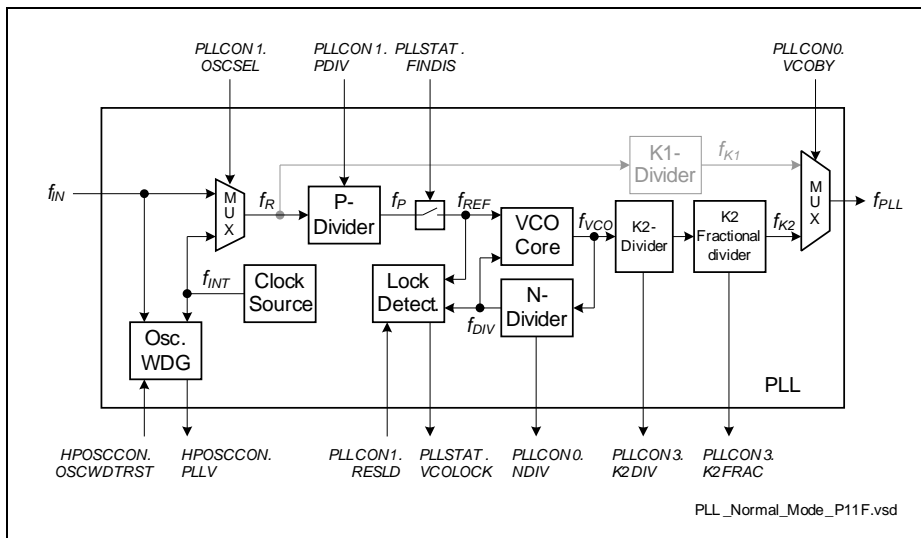 PLLCON1.
OSCSEL
PLLCON1.
PDIV
PLLSTAT.
FINDIS
PLLCON0.
VCOBY
fIN
MUX
fR
P-
Divider
fP
fREF
VCO
Core
fVCO
K1-
Divider
fK1
K2-
Divider
K2
Fractional
divider
fK2
MUX
fPLL
fINT
Clock
Source
Lock
Detect.
fDIV
N-
Divider
Osc.
WDG
PLL
HPOSCCON.
OSCWDTRST
HPOSCCON.
PLLV
PLLCON1.
RESLD
PLLSTAT.
VCOLOCK
PLLCON0.
NDIV
PLLCON3.
K2DIV
PLLCON3.
K2FRAC
PLL_Normal_Mode_P11F.vsd